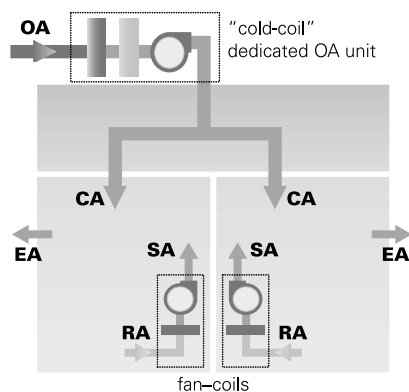 OA
“cold-coil”
dedicated OA unit
CA
CA
EA
SA
SA
EA
RA
RA
fan–coils